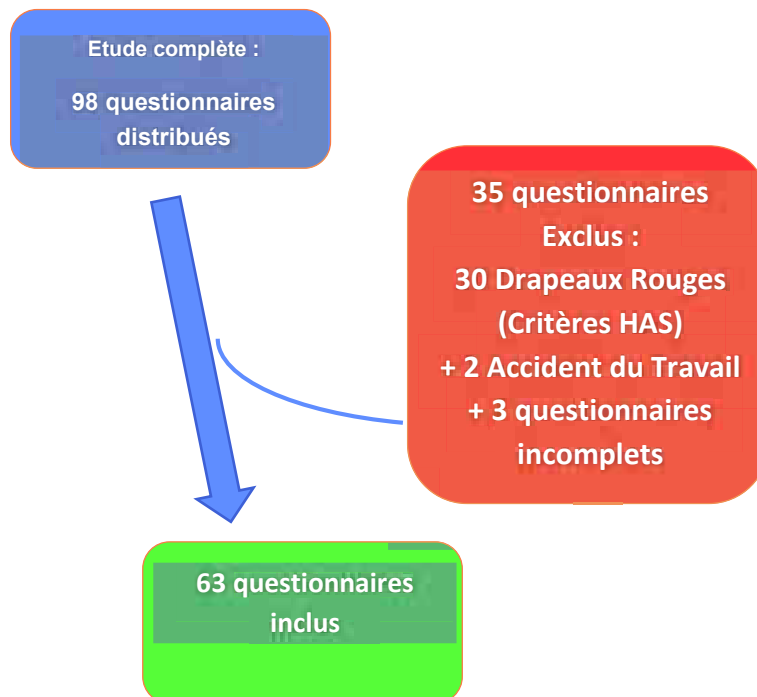 Etude complète :
98 questionnaires
distribués
35 questionnaires
Exclus :
30 Drapeaux Rouges
(Critères HAS)
+ 2 Accident du Travail
+ 3 questionnaires
incomplets
63 questionnaires
inclus